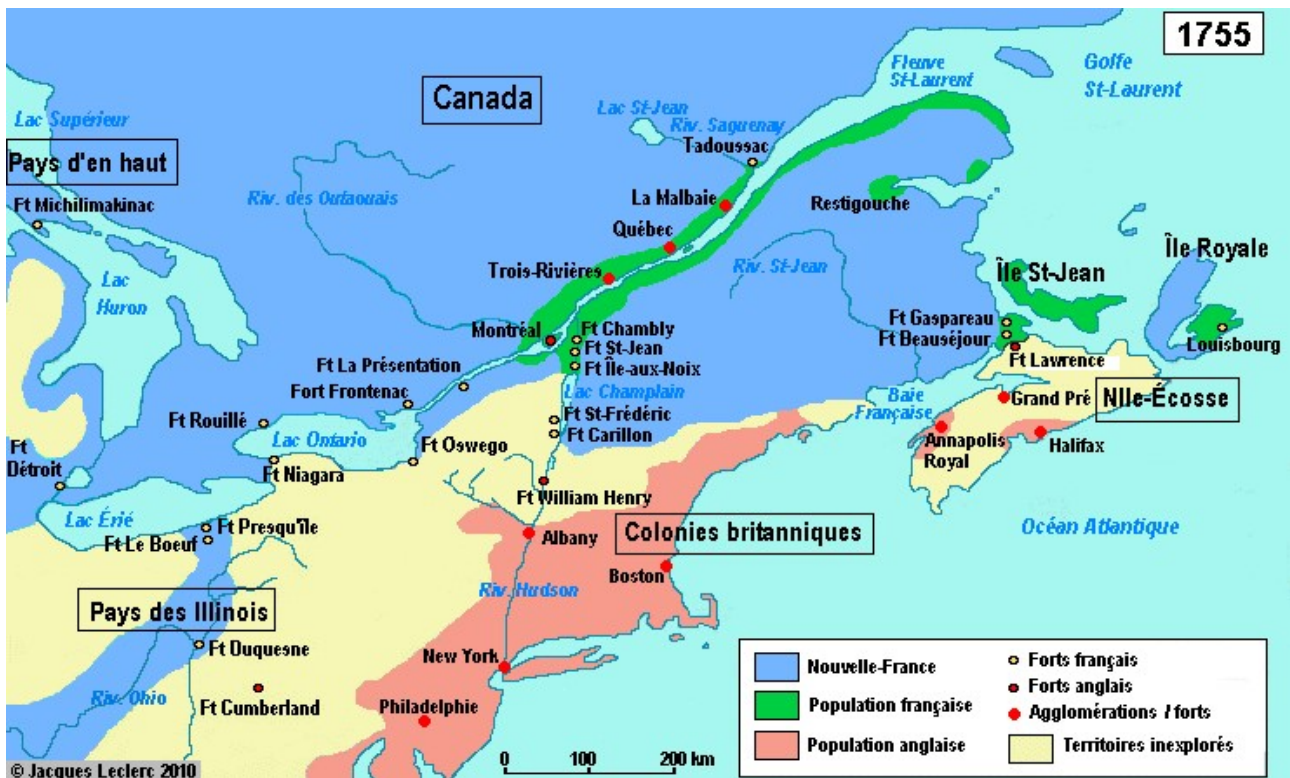 1755
Fleuve
St-Laurent
Golfe
St-Laurent
Canada
Lac St-Jean
Riv. Saguenay
Tadoussac
Lac Supérieur
Pays d'en haut
Ft Michilimakinac
Riv. des Outaouais
La Malbaie
Restigouche
Québec
Île Royale
Riv. St-Jean
Île St-Jean
Trois-Rivières
Lac
Huron
Ft Gaspareau
Montréal
Ft Chambly
Ft Beauséjour
Louisbourg
Ft St-Jean
Ft Lawrence
Ft La Présentation
Ft Île-aux-Noix
Fort Frontenac
Lac Champlain
Baie
Française
Grand Pré
Nlle-Écosse
Ft Rouillé
Ft St-Frédéric
Ft Carillon
Lac Ontario
Ft Oswego
Annapolis
Royal
Halifax
Ft
Détroit
Ft Niagara
Ft William Henry
Lac Érié
Ft Presqu'île
Ft Le Boeuf
Albany
Colonies britanniques
Océan Atlantique
Boston
Riv. Hudson
Pays des Illinois
Ft Duquesne
New York
Riv. Ohio
Ft Cumberland
Philadelphie
Nouvelle-France
Forts français
Population française
Forts anglais
Agglomérations / forts
Population anglaise
Territoires inexplorés
0 100 200 km
© Jacques Leclerc 2010